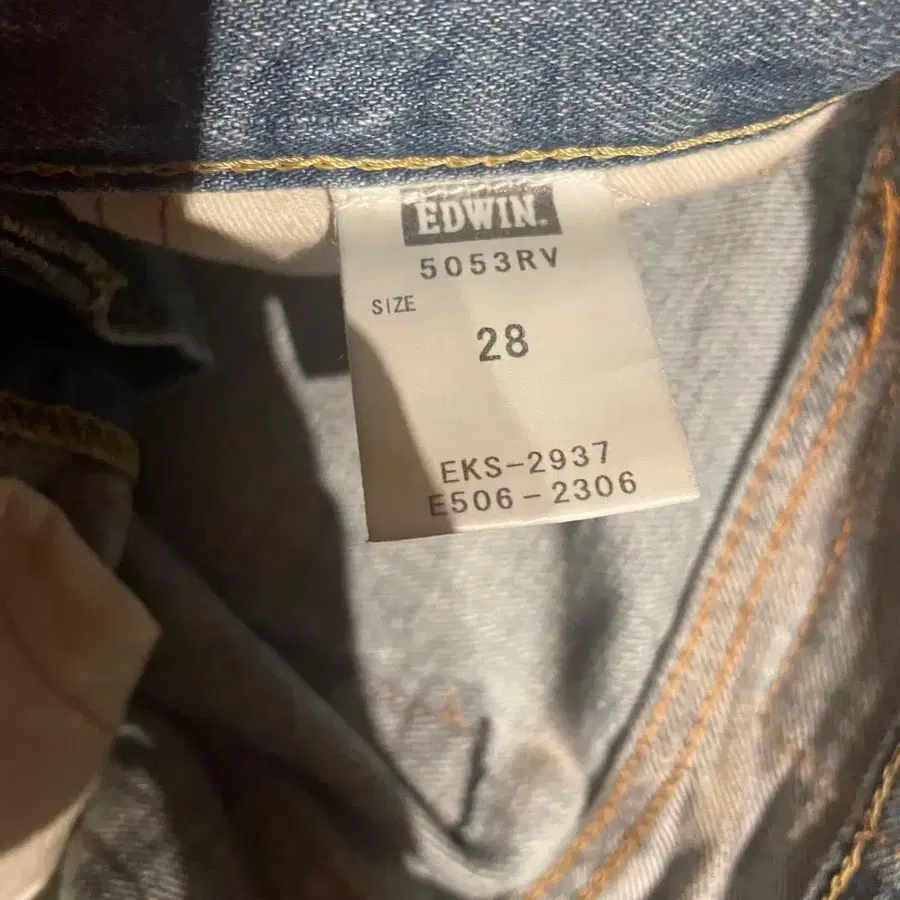 EDWIN.
5053RV
SIZE
28
EKS-2937
E506-2306